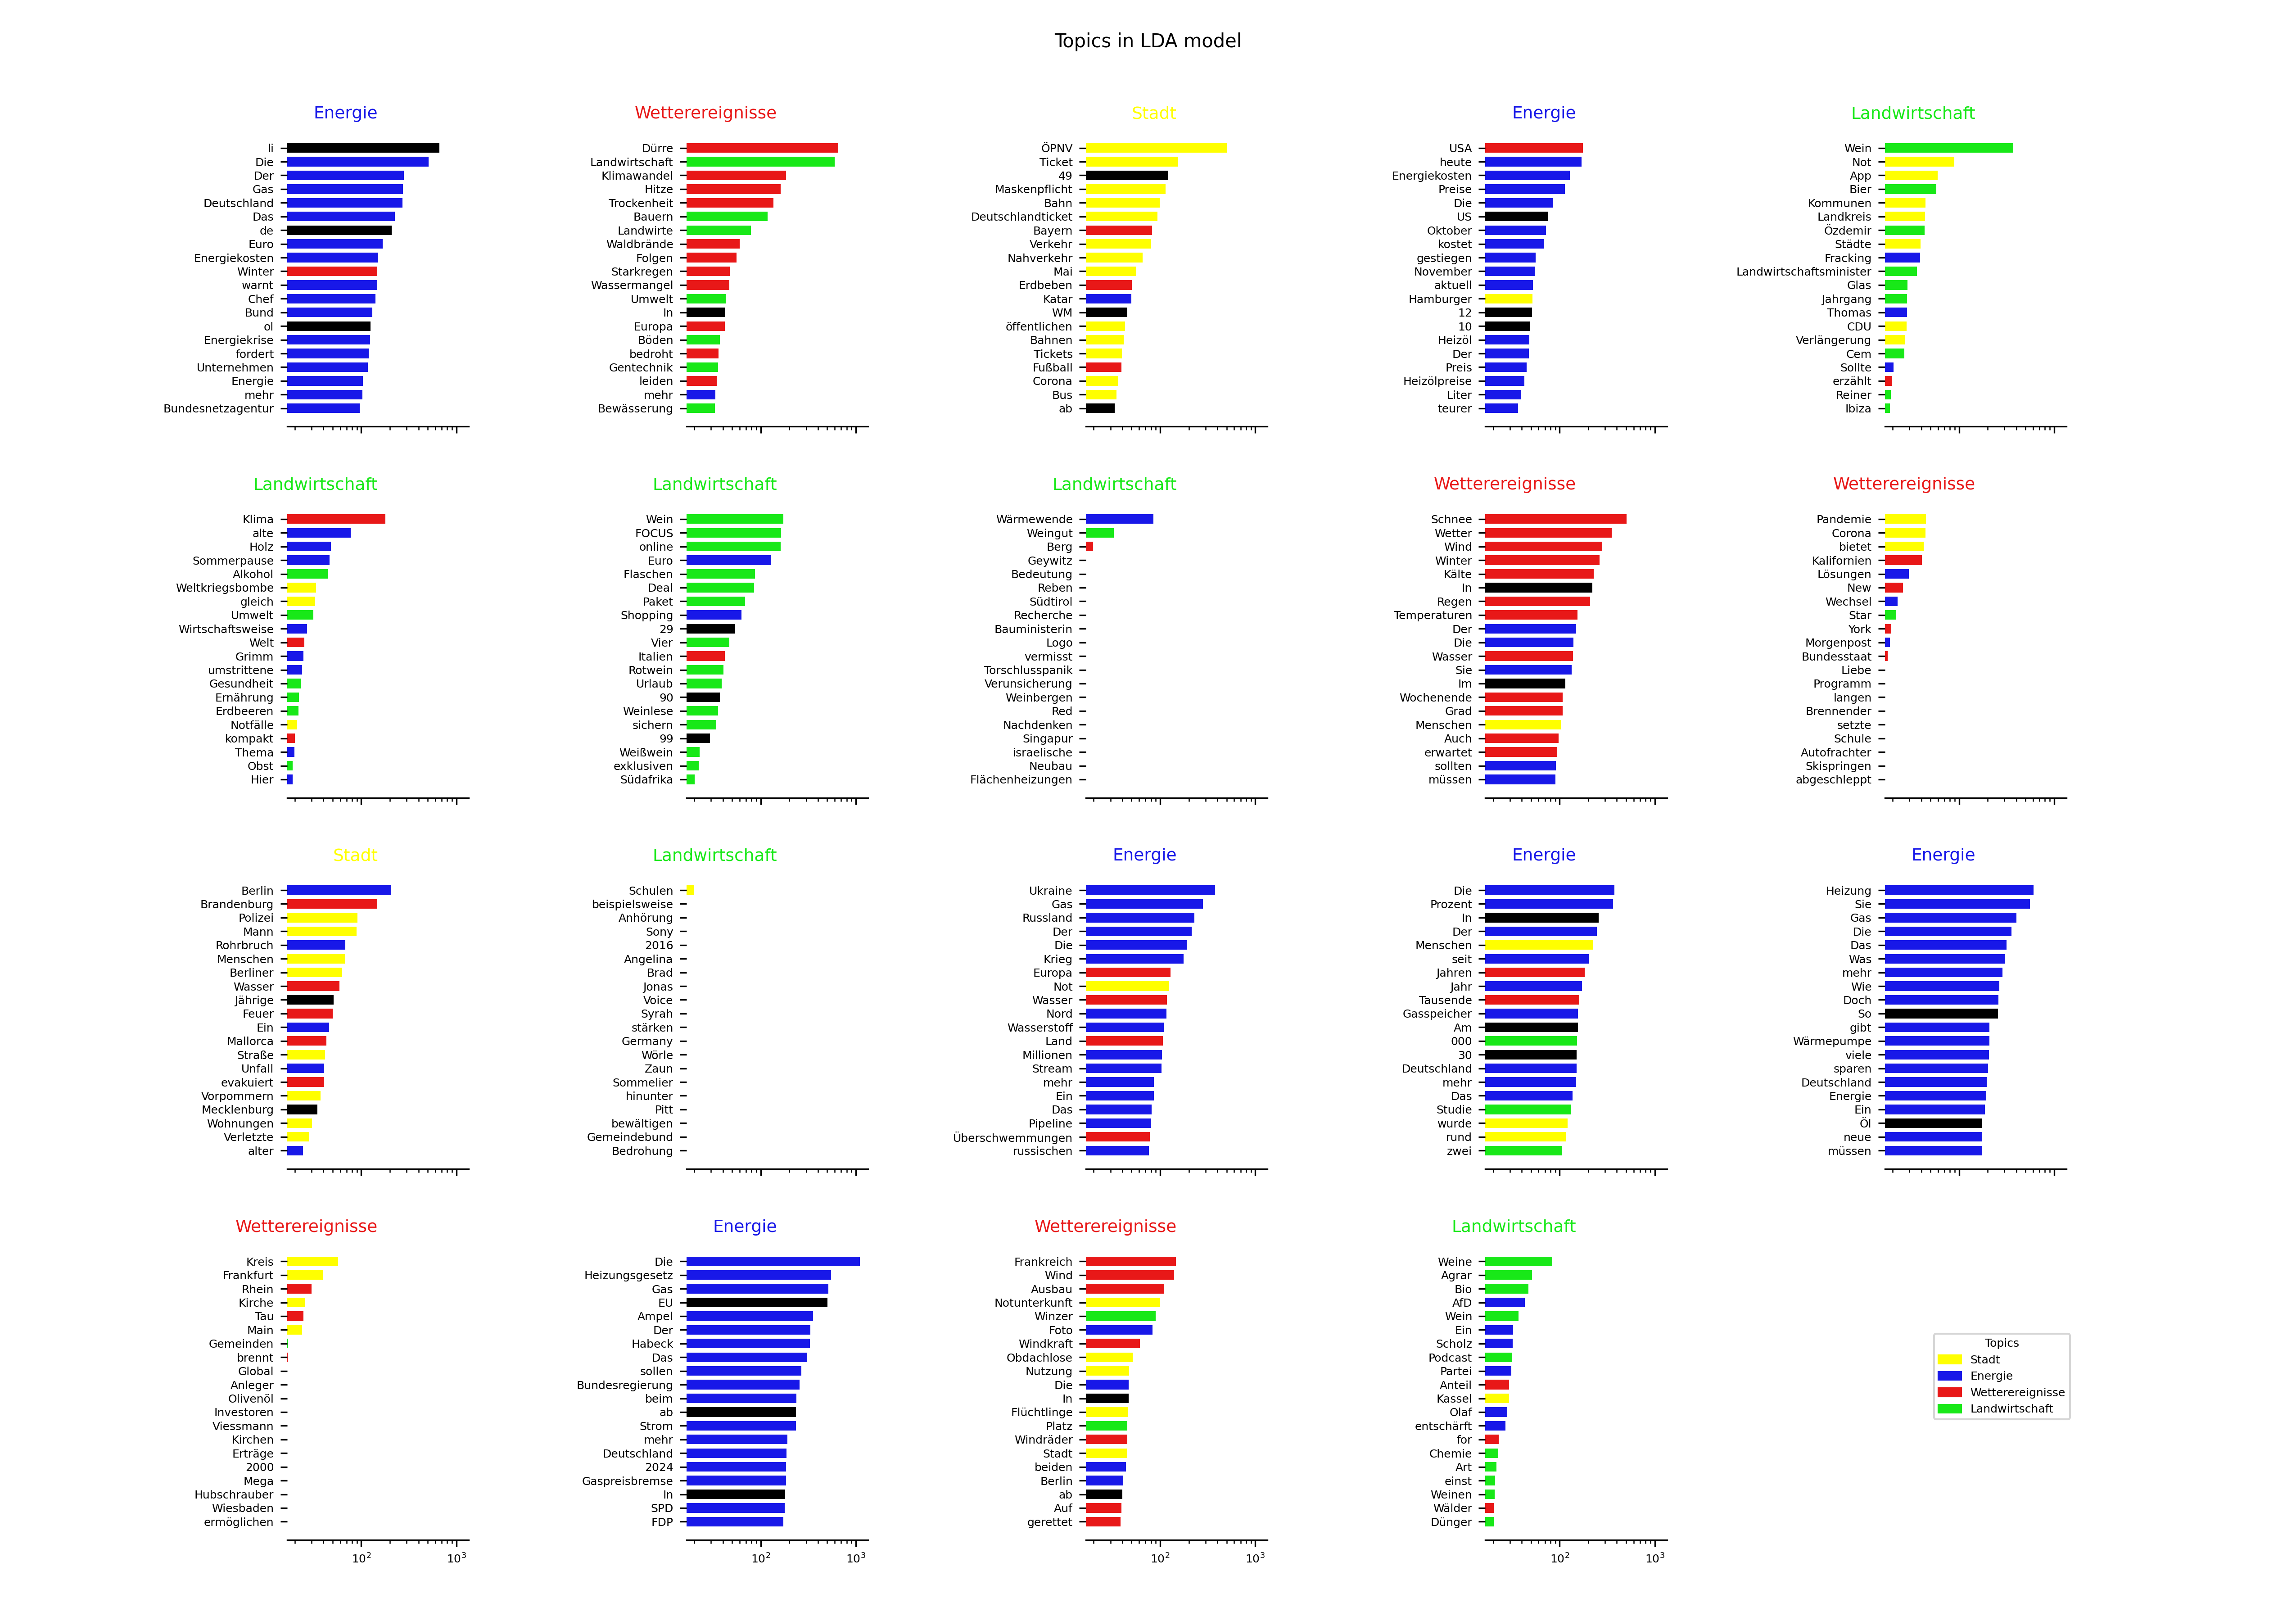 Topics in LDA model
Energie
li
Die
Der
Gas
Deutschland
Das
de
Euro
Energiekosten
Winter
warnt
Chef
Bund
ol
Energiekrise
fordert
Unternehmen
Energie
mehr
Bundesnetzagentur
Wetterereignisse
Dürre
Landwirtschaft
Klimawandel
Hitze
Trockenheit
Bauern
Landwirte
Waldbrände
Folgen
Starkregen
Wassermangel
Umwelt
In
Europa
Böden
bedroht
Gentechnik
leiden
mehr
Bewässerung
Stadt
ÖPNV
Ticket
49
Maskenpflicht
Bahn
Deutschlandticket
Bayern
Verkehr
Nahverkehr
Mai
Erdbeben
Katar
WM
öffentlichen
Bahnen
Tickets
Fußball
Corona
Bus
ab
Energie
USA
heute
Energiekosten
Preise
Die
US
Oktober
kostet
gestiegen
November
aktuell
Hamburger
12
10
Heizöl
Der
Preis
Heizölpreise
Liter
teurer
Landwirtschaft
Wein
Not
App
Bier
Kommunen
Landkreis
Özdemir
Städte
Fracking
Landwirtschaftsminister
Glas
Jahrgang
Thomas
CDU
Verlängerung
Cem
Sollte
erzählt
Reiner
Ibiza
Landwirtschaft
Klima
alte
Holz
Sommerpause
Alkohol
Weltkriegsbombe
gleich
Umwelt
Wirtschaftsweise
Welt
Grimm
umstrittene
Gesundheit
Ernährung
Erdbeeren
Notfälle
kompakt
Thema
Obst
Hier
Landwirtschaft
Wein
FOCUS
online
Euro
Flaschen
Deal
Paket
Shopping
29
Vier
Italien
Rotwein
Urlaub
90
Weinlese
sichern
99
Weißwein
exklusiven
Südafrika
Landwirtschaft
Wärmewende
Weingut
Berg
Geywitz
Bedeutung
Reben
Südtirol
Recherche
Bauministerin
Logo
vermisst
Torschlusspanik
Verunsicherung
Weinbergen
Red
Nachdenken
Singapur
israelische
Neubau
Flächenheizungen
Wetterereignisse
Schnee
Wetter
Wind
Winter
Kälte
In
Regen
Temperaturen
Der
Die
Wasser
Sie
Im
Wochenende
Grad
Menschen
Auch
erwartet
sollten
müssen
Wetterereignisse
Pandemie
Corona
bietet
Kalifornien
Lösungen
New
Wechsel
Star
York
Morgenpost
Bundesstaat
Liebe
Programm
langen
Brennender
setzte
Schule
Autofrachter
Skispringen
abgeschleppt
Stadt
Berlin
Brandenburg
Polizei
Mann
Rohrbruch
Menschen
Berliner
Wasser
Jährige
Feuer
Ein
Mallorca
Straße
Unfall
evakuiert
Vorpommern
Mecklenburg
Wohnungen
Verletzte
alter
Landwirtschaft
Schulen
beispielsweise
Anhörung
Sony
2016
Angelina
Brad
Jonas
Voice
Syrah
stärken
Germany
Wörle
Zaun
Sommelier
hinunter
Pitt
bewältigen
Gemeindebund
Bedrohung
Energie
Ukraine
Gas
Russland
Der
Die
Krieg
Europa
Not
Wasser
Nord
Wasserstoff
Land
Millionen
Stream
mehr
Ein
Das
Pipeline
Überschwemmungen
russischen
Energie
Die
Prozent
In
Der
Menschen
seit
Jahren
Jahr
Tausende
Gasspeicher
Am
000
30
Deutschland
mehr
Das
Studie
wurde
rund
zwei
Energie
Heizung
Sie
Gas
Die
Das
Was
mehr
Wie
Doch
So
gibt
Wärmepumpe
viele
sparen
Deutschland
Energie
Ein
Öl
neue
müssen
Wetterereignisse
Kreis
Frankfurt
Rhein
Kirche
Tau
Main
Gemeinden
brennt
Global
Anleger
Olivenöl
Investoren
Viessmann
Kirchen
Erträge
2000
Mega
Hubschrauber
Wiesbaden
ermöglichen
10² 10³
Energie
Die
Heizungsgesetz
Gas
EU
Ampel
Der
Habeck
Das
sollen
Bundesregierung
beim
ab
Strom
mehr
Deutschland
2024
Gaspreisbremse
In
SPD
FDP
10² 10³
Wetterereignisse
Frankreich
Wind
Ausbau
Notunterkunft
Winzer
Foto
Windkraft
Obdachlose
Nutzung
Die
In
Flüchtlinge
Platz
Windräder
Stadt
beiden
Berlin
ab
Auf
gerettet
10² 10³
Landwirtschaft
Weine
Agrar
Bio
AfD
Wein
Ein
Scholz
Podcast
Partei
Anteil
Kassel
Olaf
entschärft
for
Chemie
Art
einst
Weinen
Wälder
Dünger
10² 10³
Topics
Stadt
Energie
Wetterereignisse
Landwirtschaft